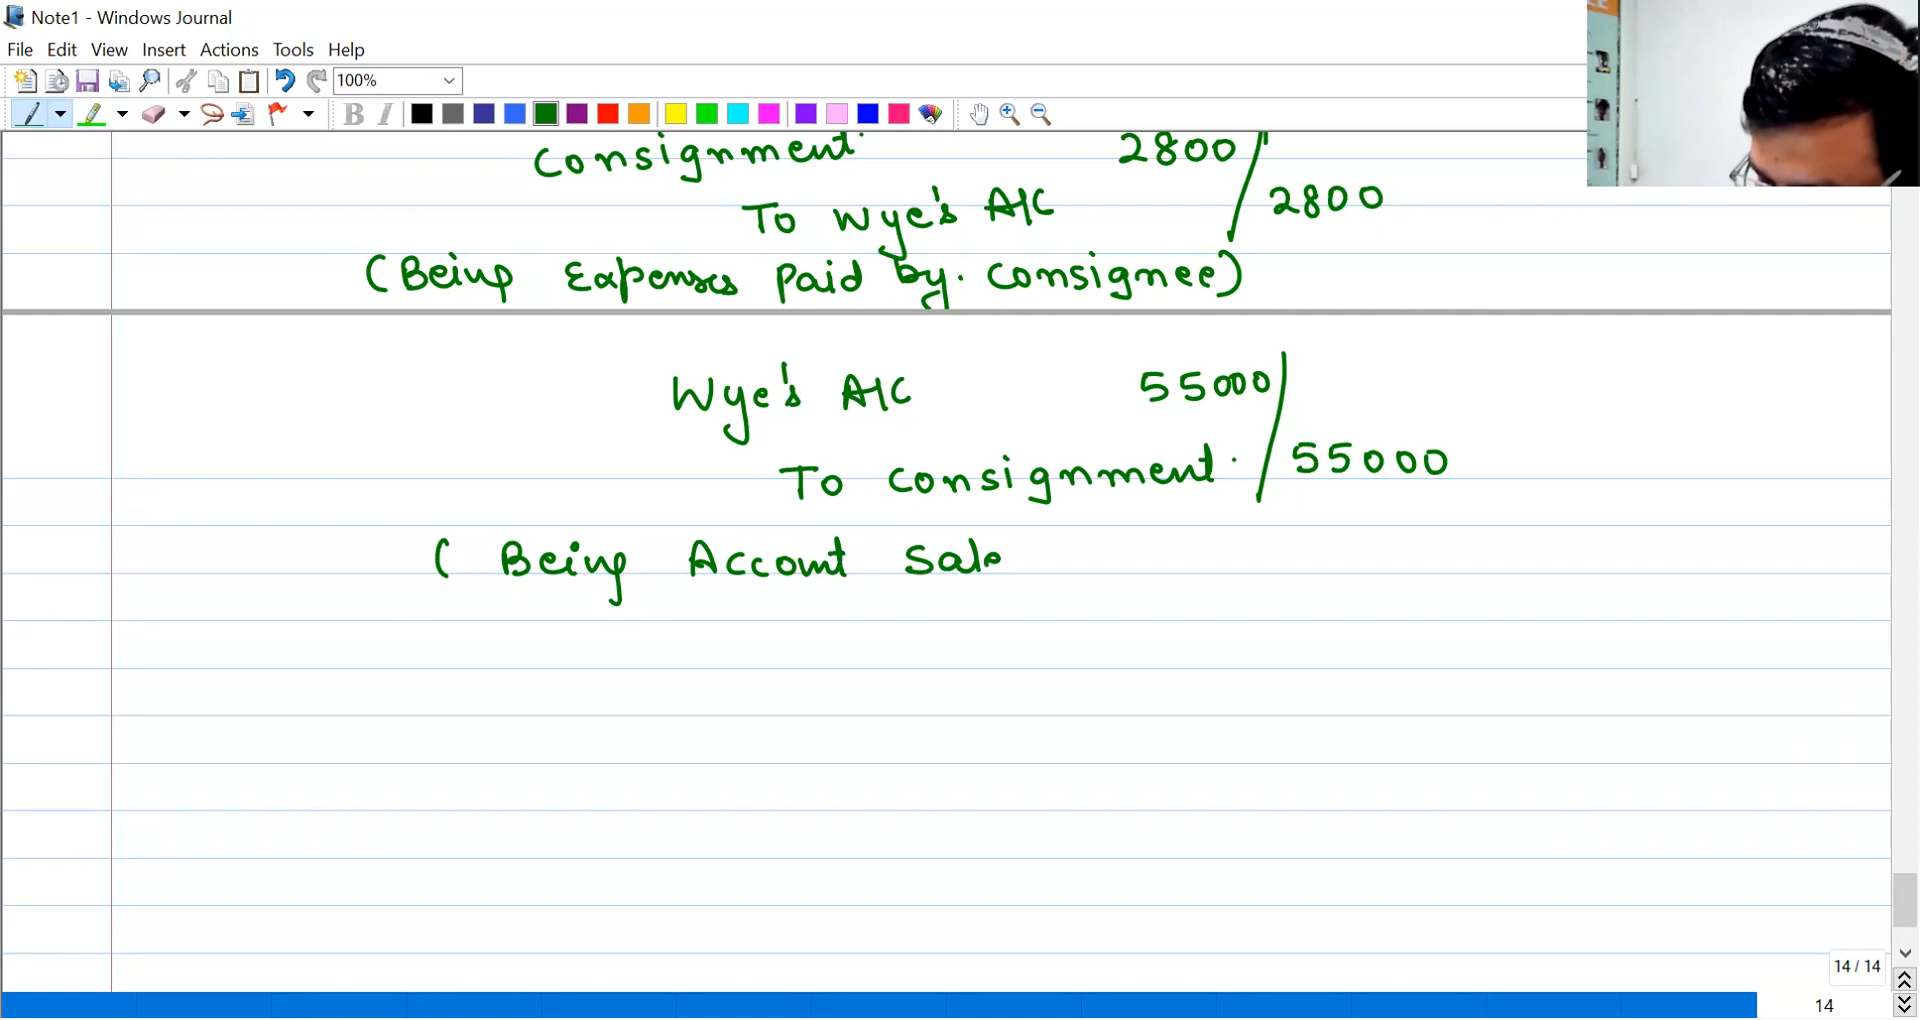 Note1 - Windows Journal
File Edit View Insert Actions Tools Help
100%
B I
Consignment 2800
To Wye's A/C 2800
(Being Expenses Paid by. Consignee)
Wye's A/C 55000
To Consignment 55000
( Being Account Sale
14 / 14
14